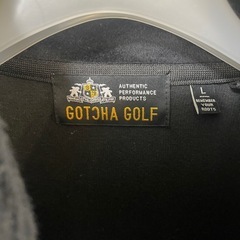 AUTHENTIC
PERFORMANCE
PRODUCTS
GOTCHA GOLF
L
REMEMBER
YOUR
ROOTS